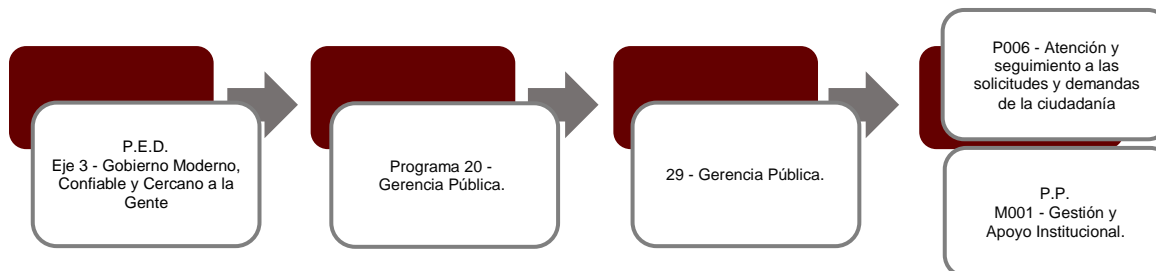 P.E.D.
Eje 3 - Gobierno Moderno,
Confiable y Cercano a la
Gente
Programa 20 -
Gerencia Pública.
29 - Gerencia Pública.
P006 - Atención y
seguimiento a las
solicitudes y demandas
de la ciudadanía
P.P.
M001 - Gestión y
Apoyo Institucional.